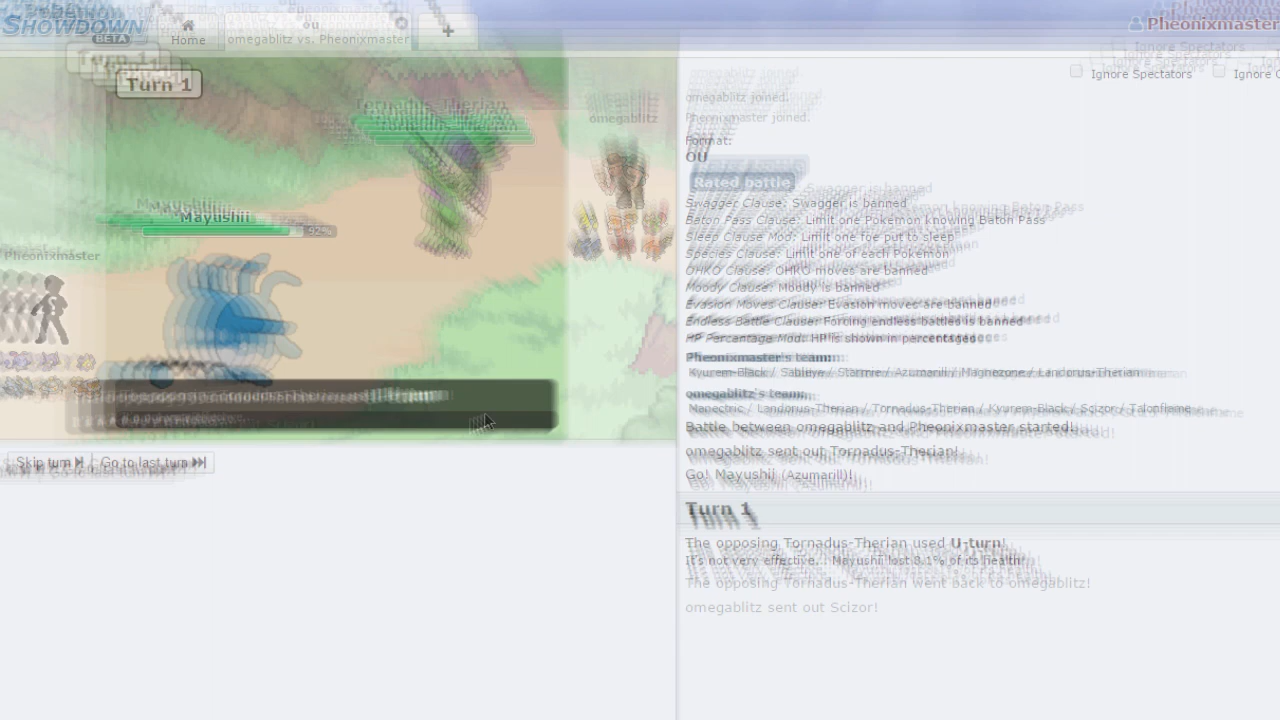 SHOWDOWN
BETA
Home
ou
omegablitz vs. Pheonixmaster
+
Pheonixmaster
Ignore Spectators
Ignore
Turn 1
Tornadus-Therian
omegablitz
Mayushii
92%
Pheonixmaster
Skip turn
Go to last turn
omegablitz joined.
Pheonixmaster joined.
Format:
OU
Rated battle
Swagger Clause: Swagger is banned
Baton Pass Clause: Limit one Pokemon knowing Baton Pass
Sleep Clause Mod: Limit one foe put to sleep
Species Clause: Limit one of each Pokemon
OHKO Clause: OHKO moves are banned
Moody Clause: Moody is banned
Evasion Moves Clause: Evasion moves are banned
Endless Battle Clause: Forcing endless battles is banned
HP Percentage Mod: HP is shown in percentages
Pheonixmaster's team:
Kyurem-Black / Sableye / Starmie / Azumarill / Magnezone / Landorus-Therian
omegablitz's team:
Manectric / Landorus-Therian / Tornadus-Therian / Kyurem-Black / Scizor / Talonflame
Battle between omegablitz and Pheonixmaster started!
omegablitz sent out Tornadus-Therian!
Go! Mayushii (Azumarill)!
Turn 1
The opposing Tornadus-Therian used U-turn!
It's not very effective... Mayushii lost 8.1% of its health!
The opposing Tornadus-Therian went back to omegablitz!
omegablitz sent out Scizor!